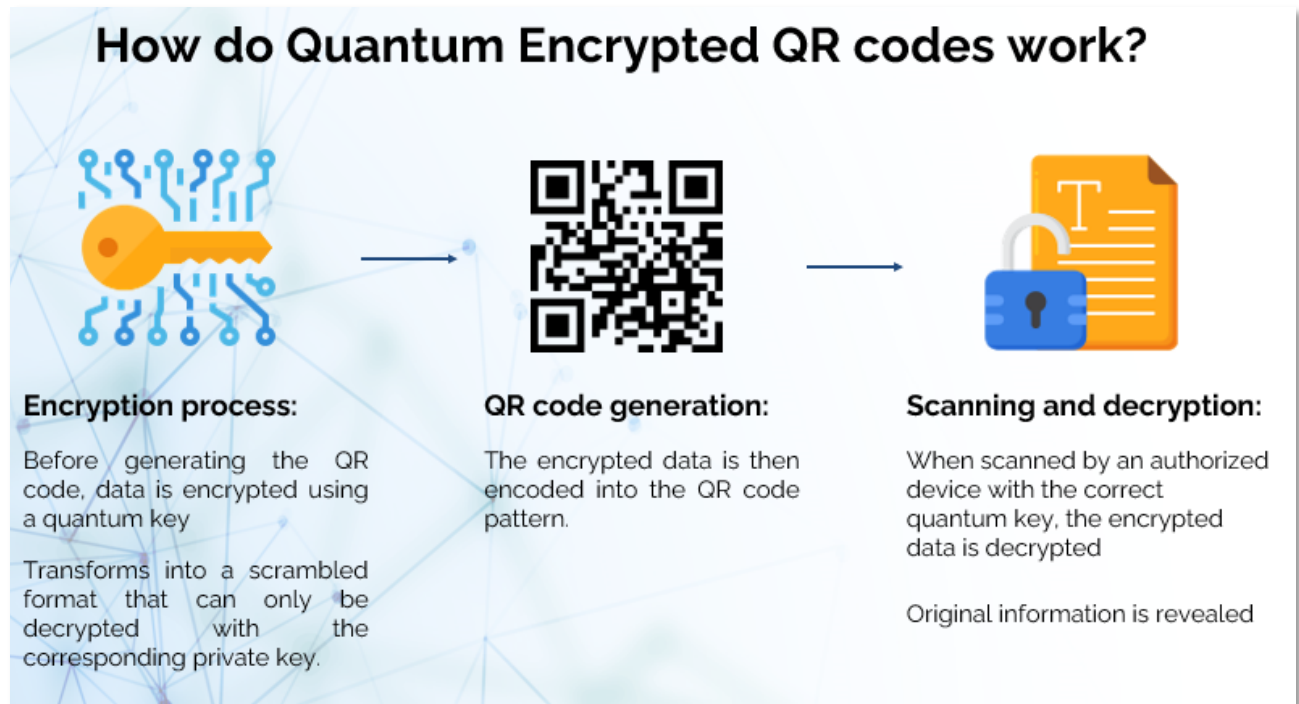 How do Quantum Encrypted QR codes work?
T
Encryption process:
Before generating the QR
code, data is encrypted using
a quantum key
Transforms into a scrambled
format that can only be
decrypted with the
corresponding private key.
QR code generation:
The encrypted data is then
encoded into the QR code
pattern.
Scanning and decryption:
When scanned by an authorized
device with the correct
quantum key, the encrypted
data is decrypted
Original information is revealed